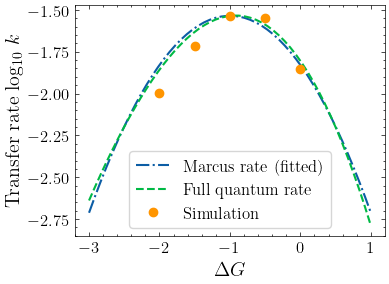 −1.50
−1.75
−2.00
−2.25
−2.50
−2.75
Transfer rate log₁₀ k
Marcus rate (fitted)
Full quantum rate
Simulation
−3 −2 −1 0 1
ΔG